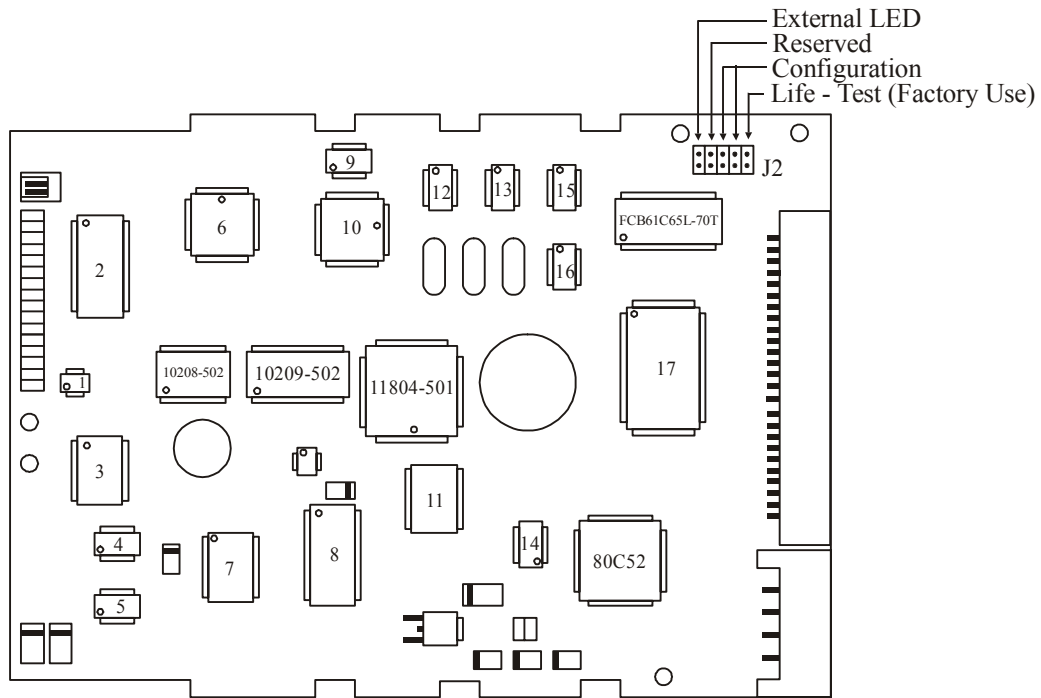 External LED
Reserved
Configuration
Life - Test (Factory Use)
J2
9
12
13
15
FCB61C65L-70T
6
10
2
16
17
10208-502
10209-502
11804-501
1
3
11
4
14
7
8
80C52
5